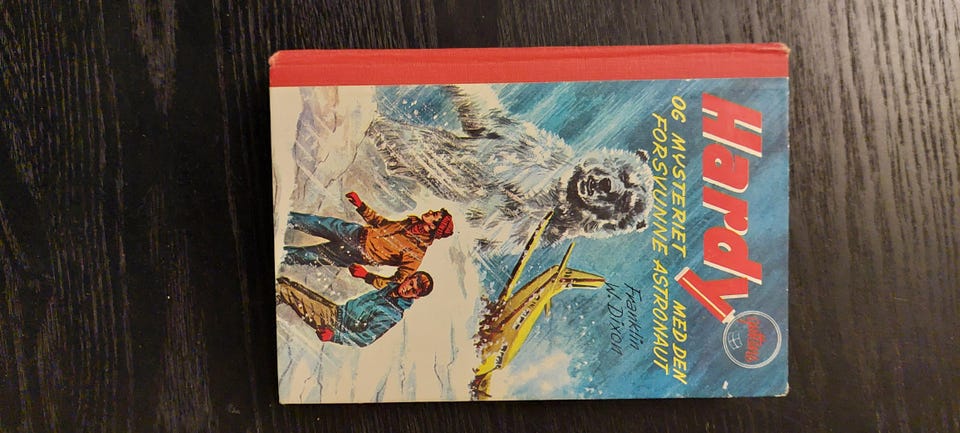 Hardy
OG MYSTERIET MED DEN
FORSVUNNE ASTRONAUT
Franklin
W. Dixon